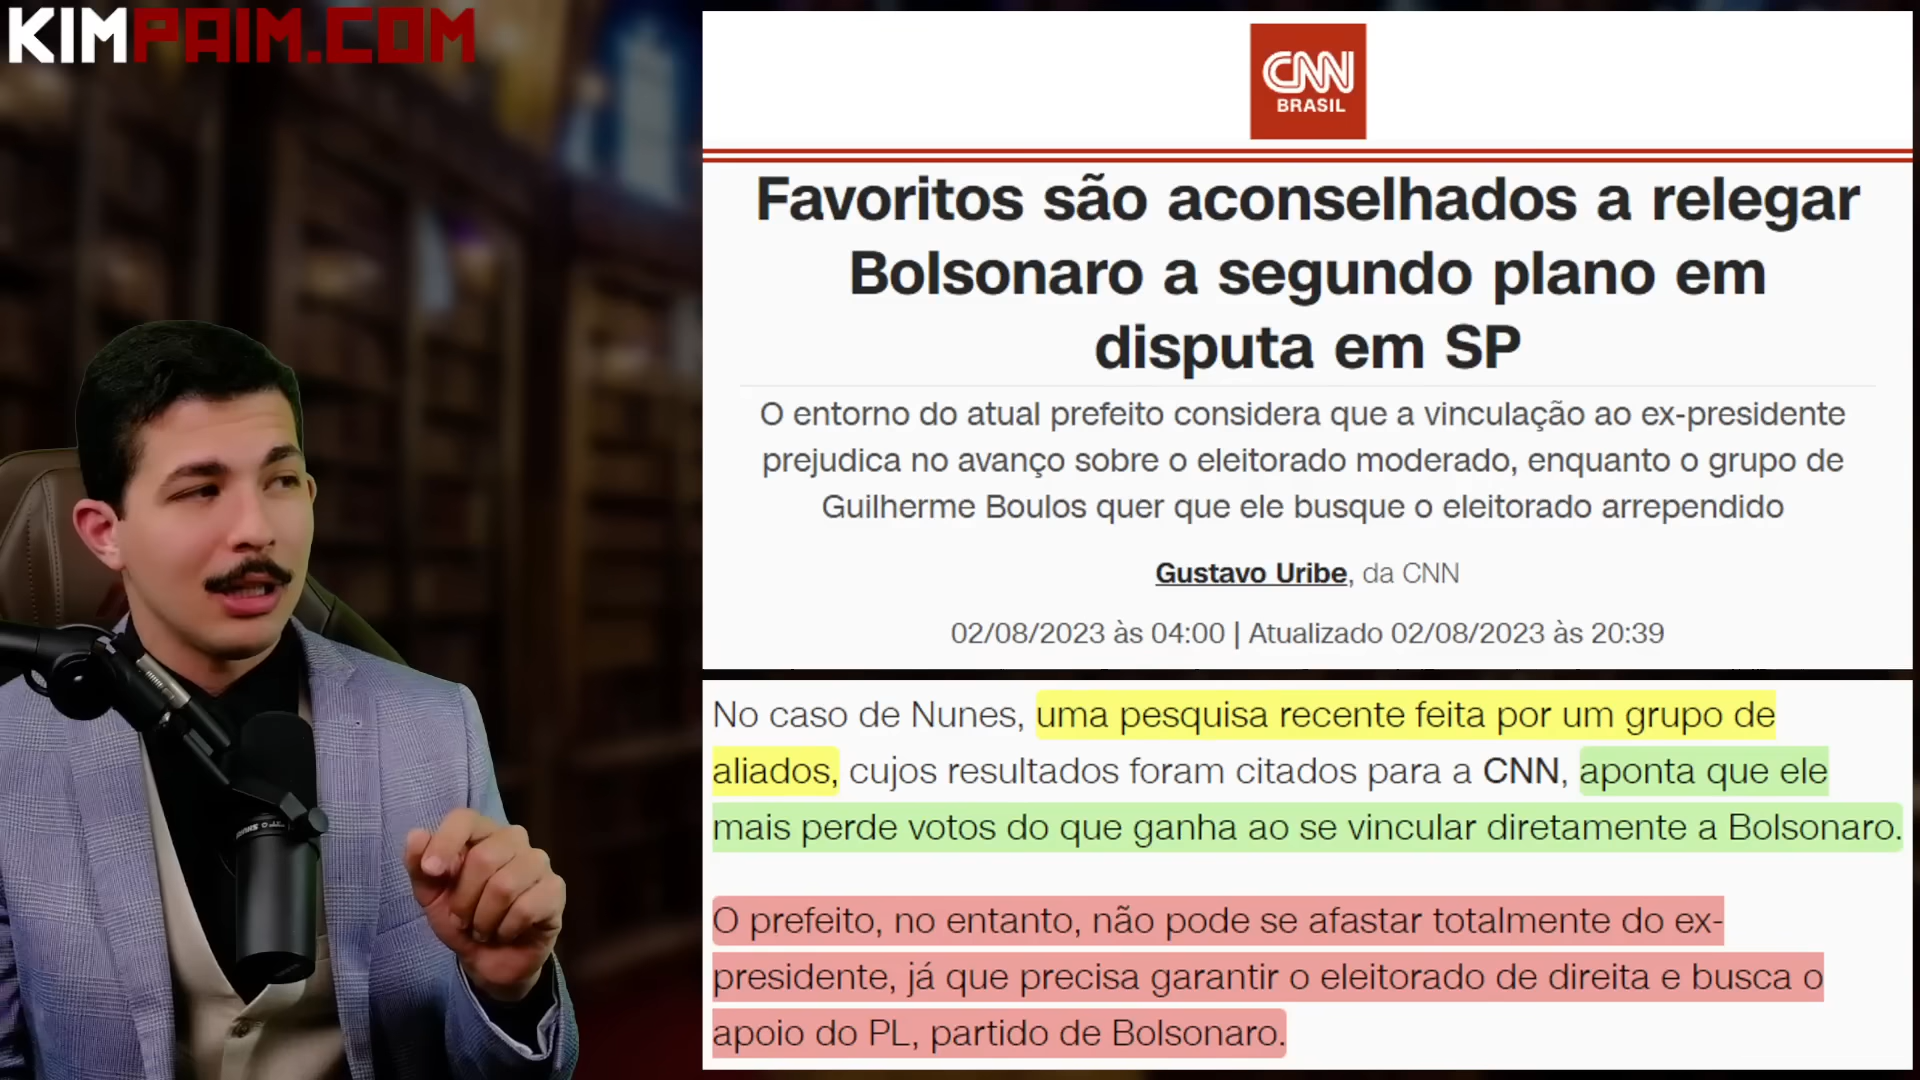 KIMPAIM.COM
CNN
BRASIL
Favoritos são aconselhados a relegar
Bolsonaro a segundo plano em
disputa em SP
O entorno do atual prefeito considera que a vinculação ao ex-presidente
prejudica no avanço sobre o eleitorado moderado, enquanto o grupo de
Guilherme Boulos quer que ele busque o eleitorado arrependido
Gustavo Uribe, da CNN
02/08/2023 às 04:00 | Atualizado 02/08/2023 às 20:39
No caso de Nunes, uma pesquisa recente feita por um grupo de
aliados, cujos resultados foram citados para a CNN, aponta que ele
mais perde votos do que ganha ao se vincular diretamente a Bolsonaro.
O prefeito, no entanto, não pode se afastar totalmente do ex-
presidente, já que precisa garantir o eleitorado de direita e busca o
apoio do PL, partido de Bolsonaro.